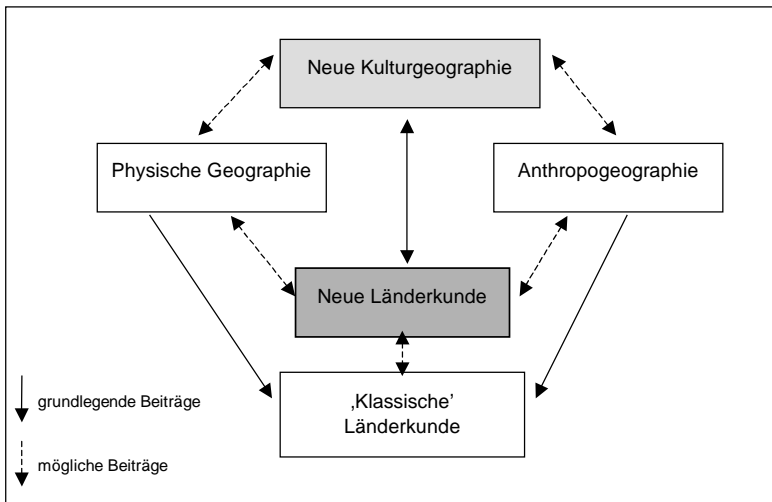 Neue Kulturgeographie
Physische Geographie
Anthropogeographie
Neue Länderkunde
‚Klassische’
Länderkunde
grundlegende Beiträge
mögliche Beiträge